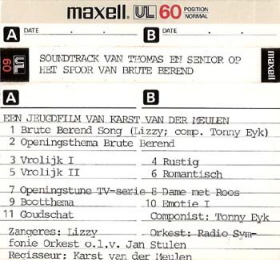 maxell. UL 60 POSITION NORMAL
A DATE B DATE
UL 60 SOUNDTRACK VAN THOMAS EN SENIOR OP maxell
HET SPOOR VAN BRUTE BEREND
A B
EEN JEUGDFILM VAN KARST VAN DER MEULEN
1 Brute Berend Song (Lizzy; comp. Tonny Eyk)
2 Openingsthema Brute Berend
3 Vrolijk I 4 Rustig
5 Vrolijk II 6 Romantisch
7 Openingstune TV-serie 8 Dame met Roos
9 Bootthema 10 Emotie I
11 Goudschat Componist: Tonny Eyk
Zangeres: Lizzy Orkest: Radio Sym-
fonie Orkest o.l.v. Jan Stulen
Regisseur: Karst van der Meulen